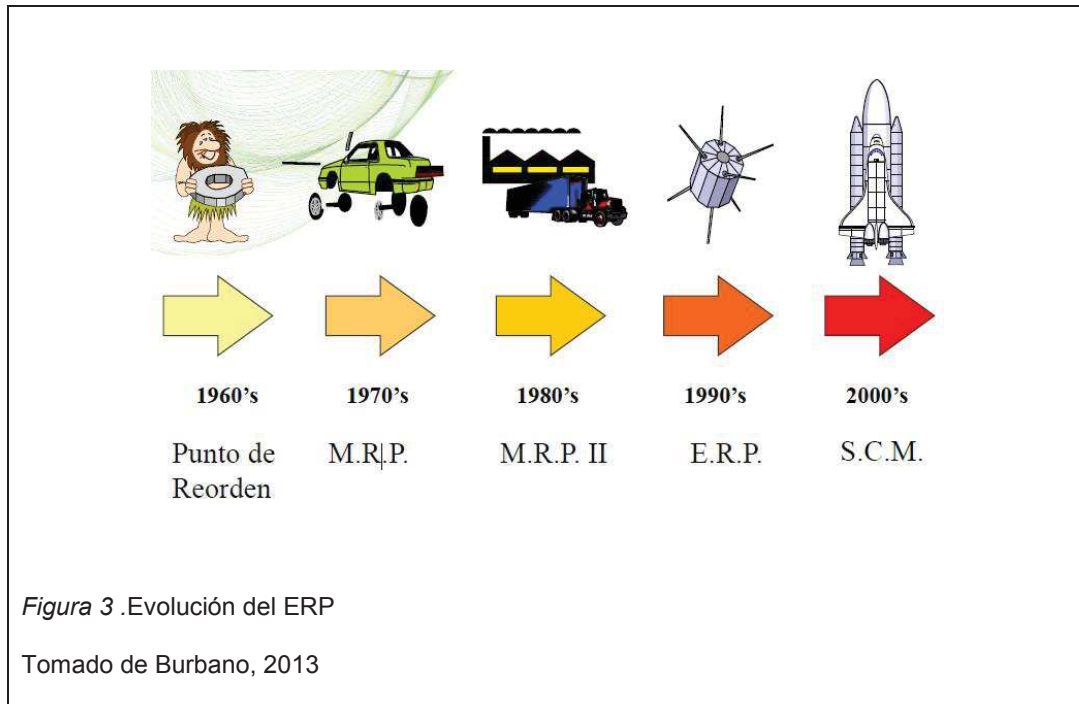 1960's 1970's 1980's 1990's 2000's
Punto de Reorden
M.R.P.
M.R.P. II
E.R.P.
S.C.M.
Figura 3 .Evolución del ERP
Tomado de Burbano, 2013